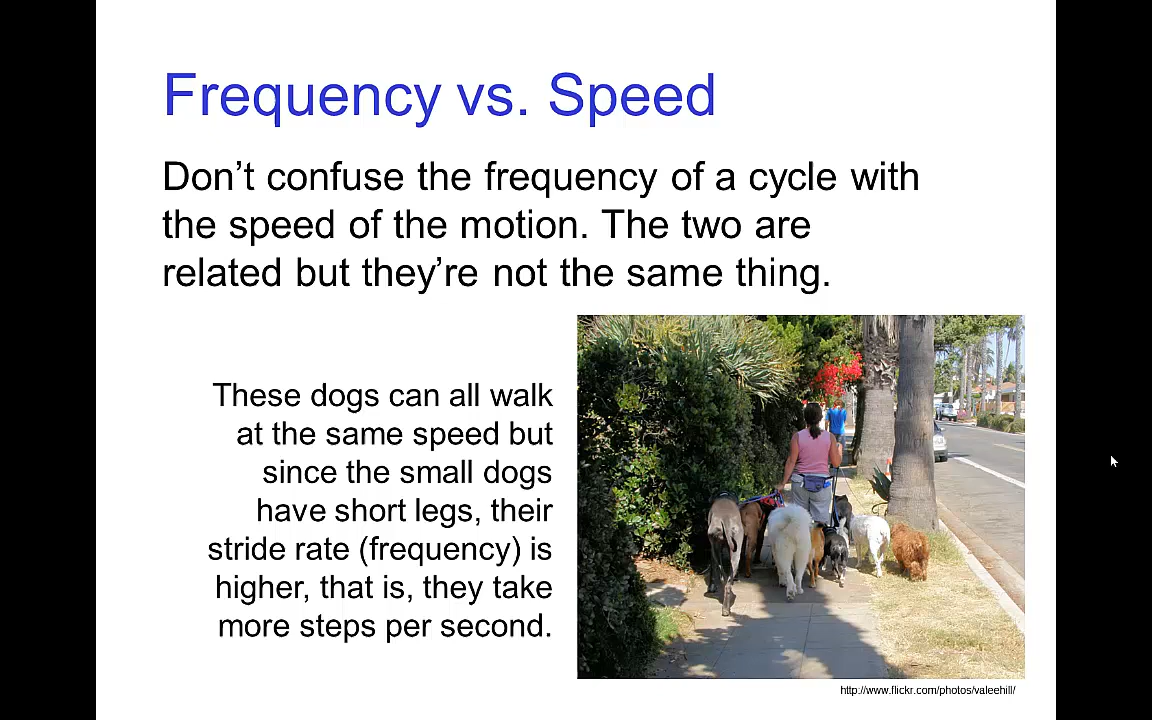 Frequency vs. Speed
Don’t confuse the frequency of a cycle with
the speed of the motion. The two are
related but they’re not the same thing.
These dogs can all walk
at the same speed but
since the small dogs
have short legs, their
stride rate (frequency) is
higher, that is, they take
more steps per second.
http://www.flickr.com/photos/valeehill/